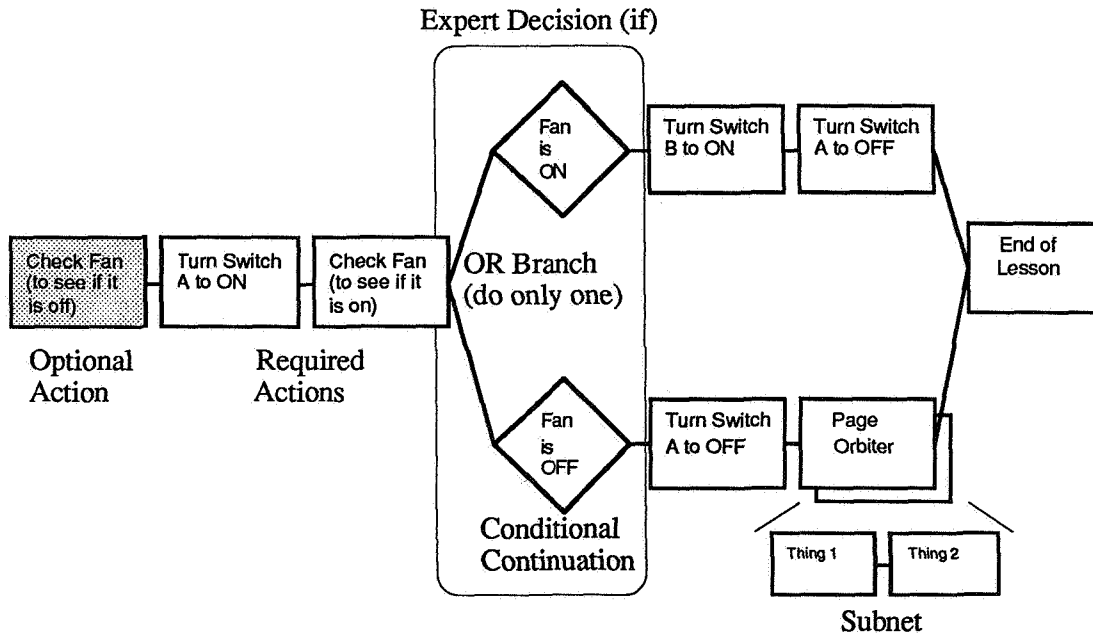 Expert Decision (if)
Fan
is
ON
Turn Switch
B to ON
Turn Switch
A to OFF
Check Fan
(to see if it
is off)
Turn Switch
A to ON
Check Fan
(to see if it
is on)
OR Branch
(do only one)
End of
Lesson
Optional
Action
Required
Actions
Fan
is
OFF
Turn Switch
A to OFF
Page
Orbiter
Conditional
Continuation
Thing 1
Thing 2
Subnet